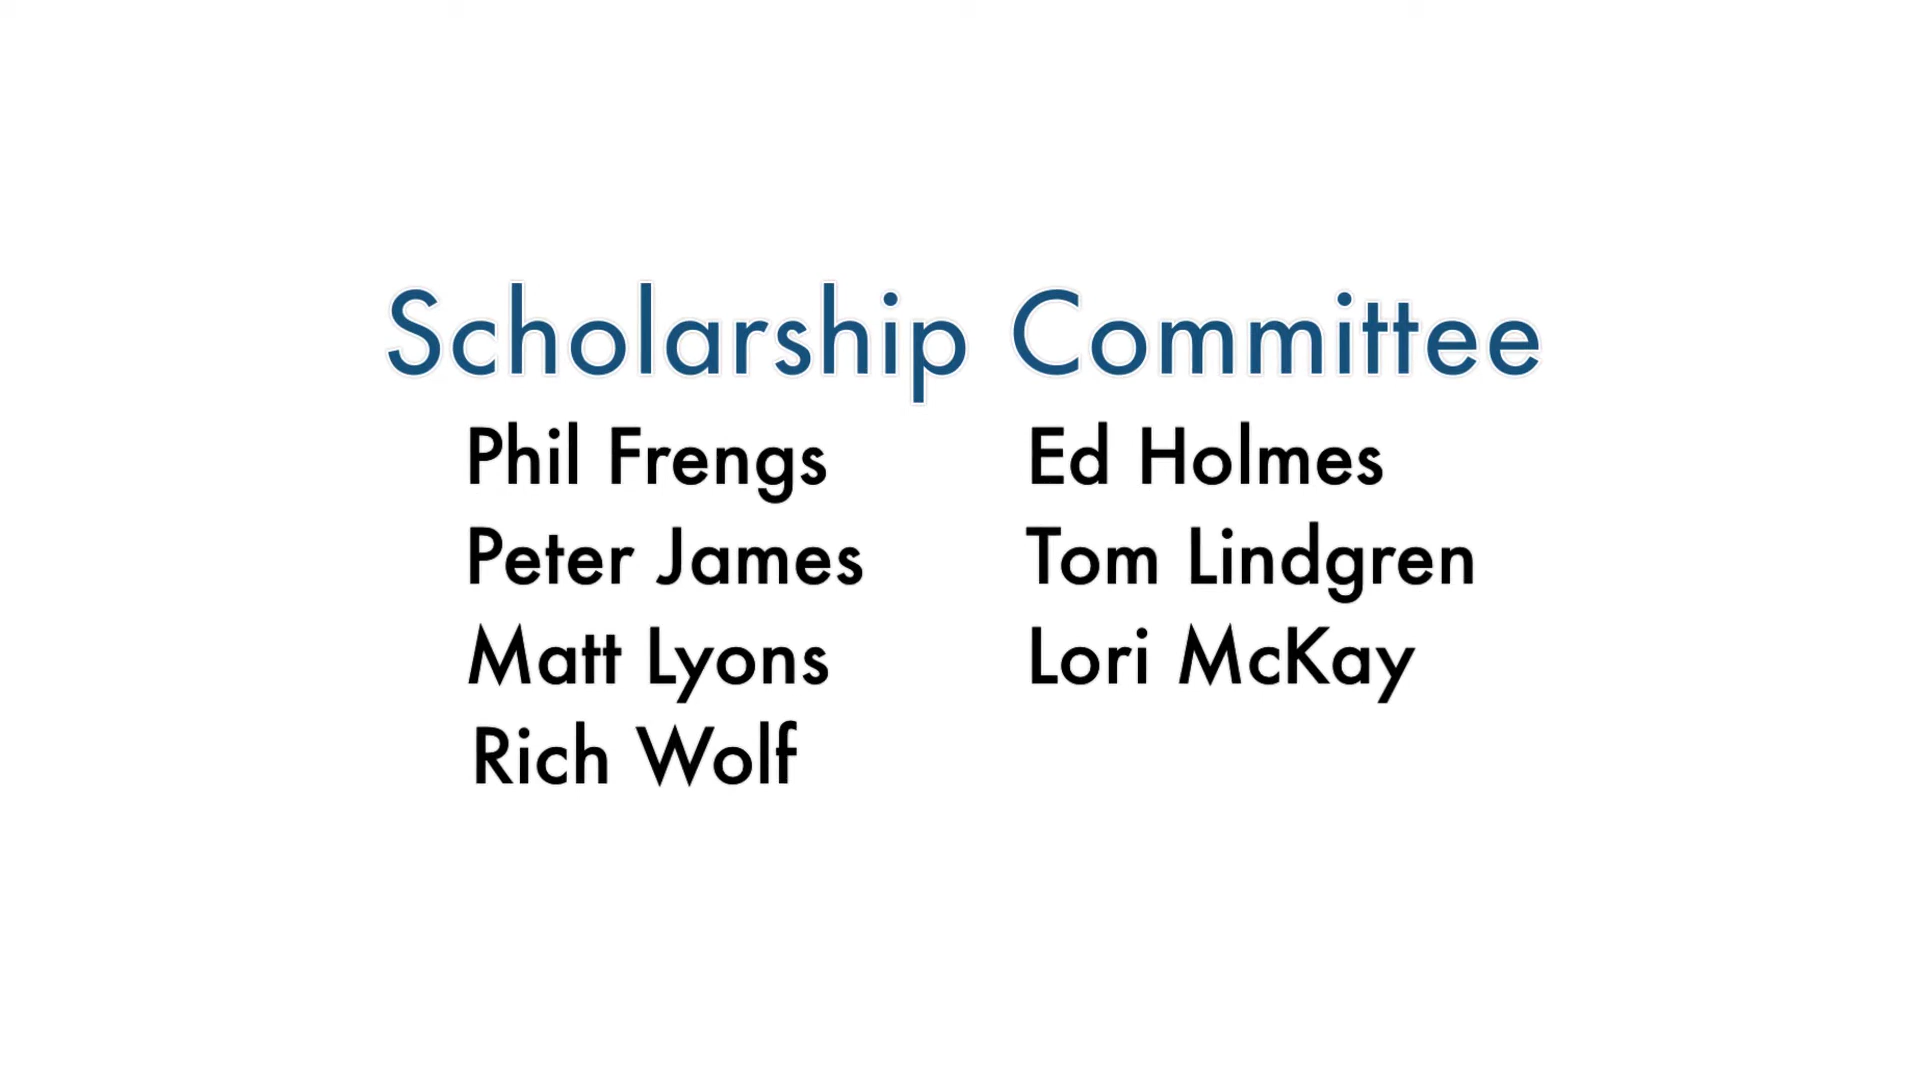 Scholarship Committee
Phil Frengs
Peter James
Matt Lyons
Rich Wolf
Ed Holmes
Tom Lindgren
Lori McKay